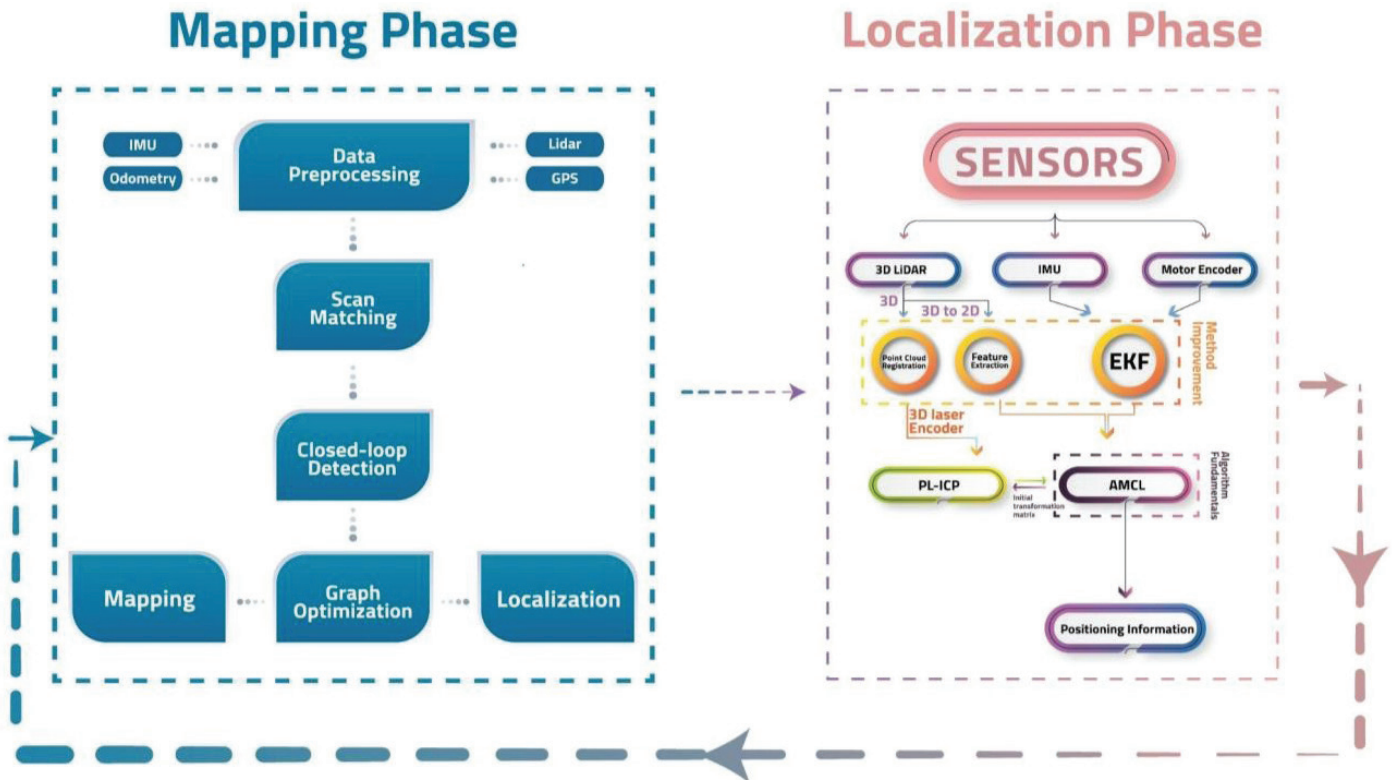 Mapping Phase
Localization Phase
IMU
Odometry
Data
Preprocessing
Lidar
GPS
Scan
Matching
Closed-loop
Detection
Mapping
Graph
Optimization
Localization
SENSORS
3D LiDAR
IMU
Motor Encoder
3D
3D to 2D
Point Cloud
Registration
Feature
Extraction
EKF
Method
Improvement
3D laser
Encoder
PL-ICP
Initial
transformation
matrix
AMCL
Algorithm
Fundamentals
Positioning Information